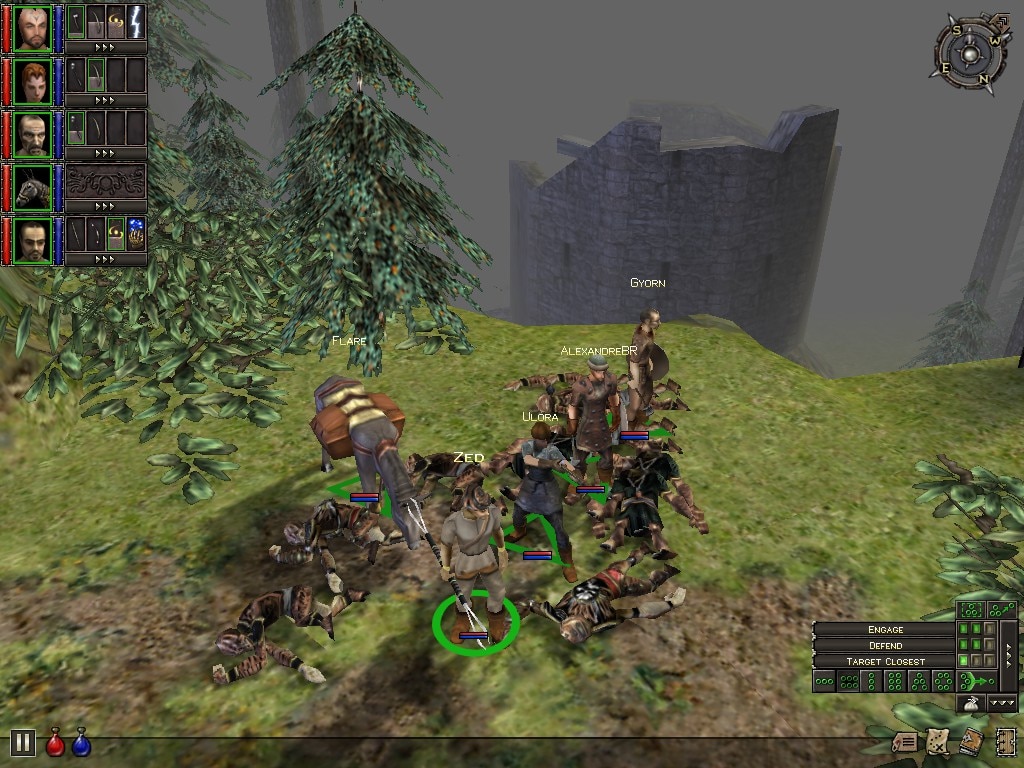 S
W
E
N
Gyorn
Flare
AlexandreBR
Ulora
Zed
Engage
Defend
Target Closest